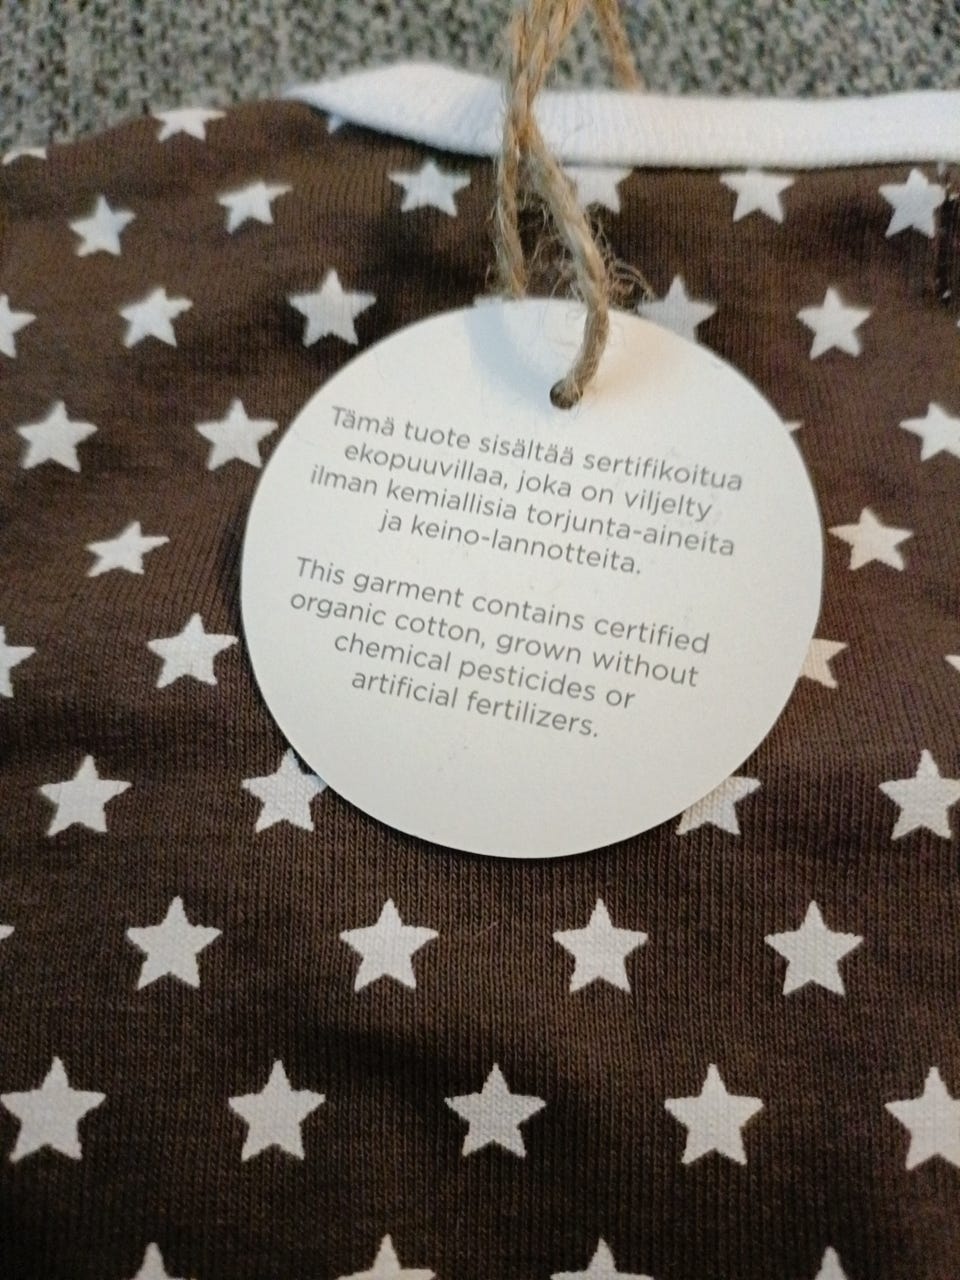 Tämä tuote sisältää sertifikoitua
ekopuuvillaa, joka on viljelty
ilman kemiallisia torjunta-aineita
ja keino-lannotteita.
This garment contains certified
organic cotton, grown without
chemical pesticides or
artificial fertilizers.